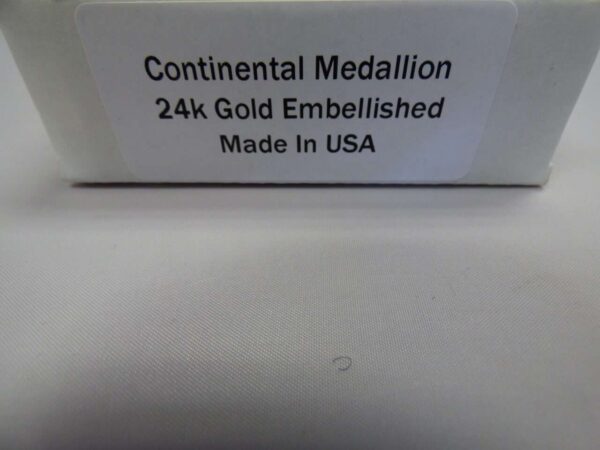 Continental Medallion
24k Gold Embellished
Made In USA